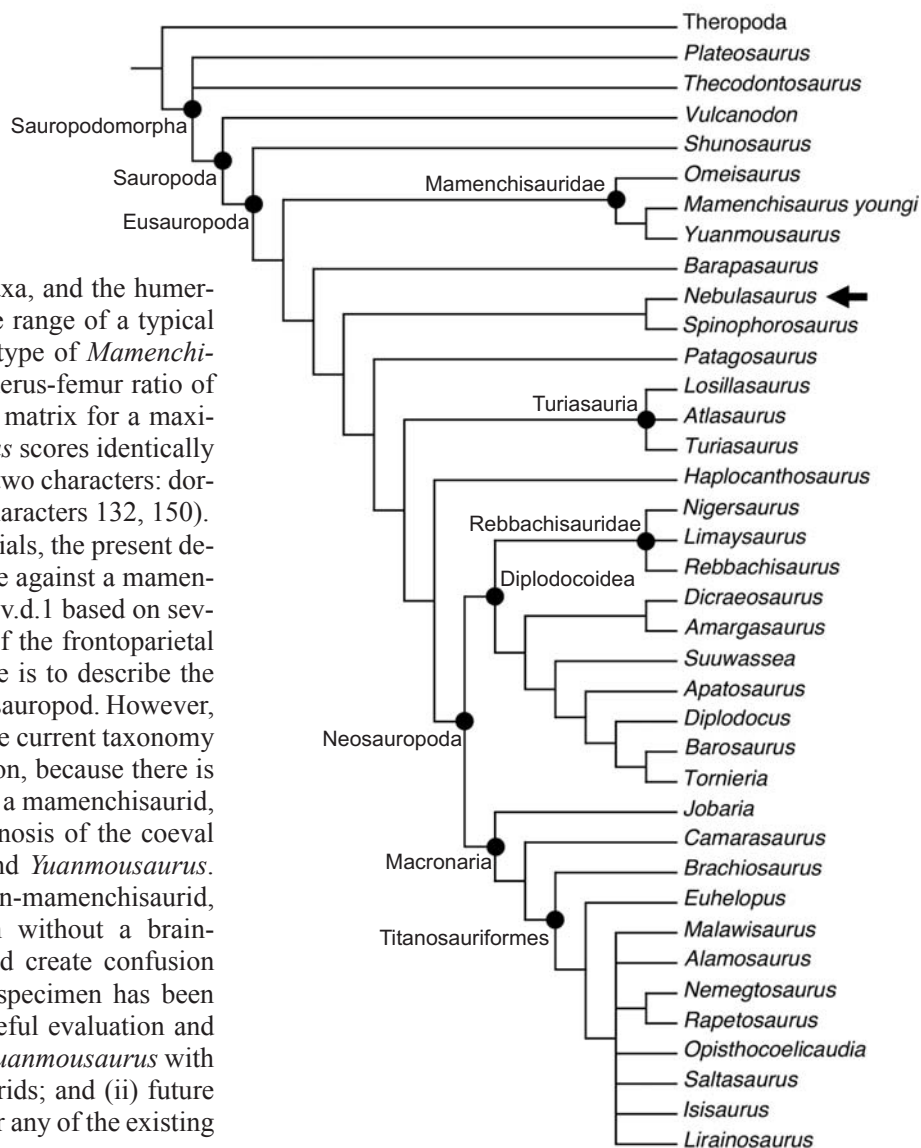 Theropoda
Plateosaurus
Thecodontosaurus
Sauropodomorpha
Vulcanodon
Sauropoda
Shunosaurus
Eusauropoda
Mamenchisauridae
Omeisaurus
Mamenchisaurus youngi
Yuanmousaurus
Barapasaurus
Nebulasaurus
Spinophorosaurus
Patagosaurus
Turiasauria
Losillasaurus
Atlasaurus
Turiasaurus
Haplocanthosaurus
Rebbachisauridae
Nigersaurus
Limaysaurus
Rebbachisaurus
Diplodocoidea
Dicraeosaurus
Amargasaurus
Suuwassea
Apatosaurus
Diplodocus
Barosaurus
Tornieria
Neosauropoda
Jobaria
Macronaria
Camarasaurus
Brachiosaurus
Titanosauriformes
Euhelopus
Malawisaurus
Alamosaurus
Nemegtosaurus
Rapetosaurus
Opisthocoelicaudia
Saltasaurus
Isisaurus
Lirainosaurus
axa, and the humer-
e range of a typical
type of Mamenchi-
erus-femur ratio of
matrix for a maxi-
s scores identically
two characters: dor-
haracters 132, 150).
ials, the present de-
e against a mamen-
v.d.1 based on sev-
of the frontoparietal
e is to describe the
sauropod. However,
e current taxonomy
on, because there is
a mamenchisaurid,
gnosis of the coeval
nd Yuanmousaurus.
n-mamenchisaurid,
n without a brain-
d create confusion
specimen has been
eful evaluation and
uanmousaurus with
rids; and (ii) future
r any of the existing